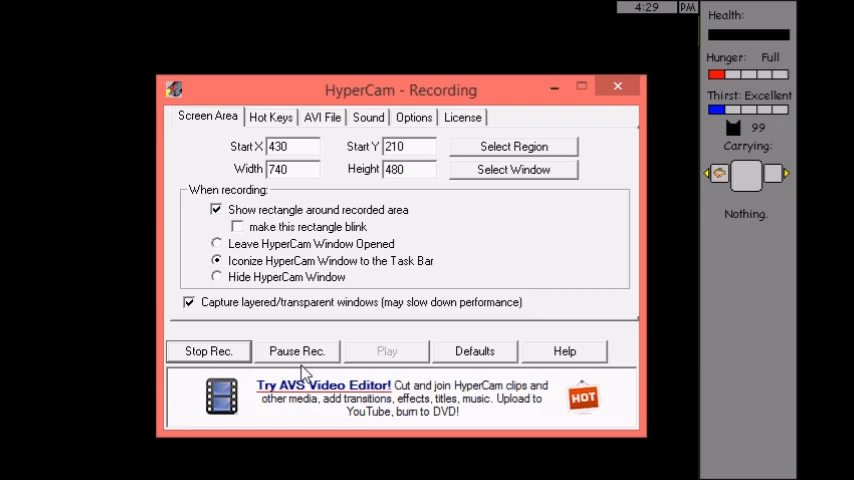 4:29 PM
Health:
Hunger: Full
Thirst: Excellent
99
Carrying:
Nothing.
HyperCam - Recording
Screen Area Hot Keys AVI File Sound Options License
Start X 430 Start Y 210 Select Region
Width 740 Height 480 Select Window
When recording:
Show rectangle around recorded area
make this rectangle blink
Leave HyperCam Window Opened
Iconize HyperCam Window to the Task Bar
Hide HyperCam Window
Capture layered/transparent windows (may slow down performance)
Stop Rec. Pause Rec. Play Defaults Help
Try AVS Video Editor! Cut and join HyperCam clips and
other media, add transitions, effects, titles, music. Upload to
YouTube, burn to DVD!
HOT